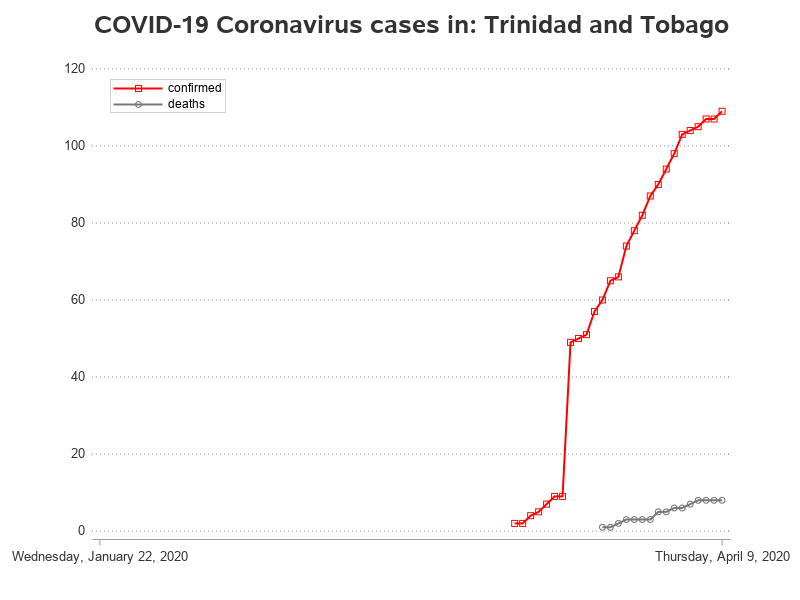 COVID-19 Coronavirus cases in: Trinidad and Tobago
120
confirmed
deaths
100
80
60
40
20
0
Wednesday, January 22, 2020 Thursday, April 9, 2020